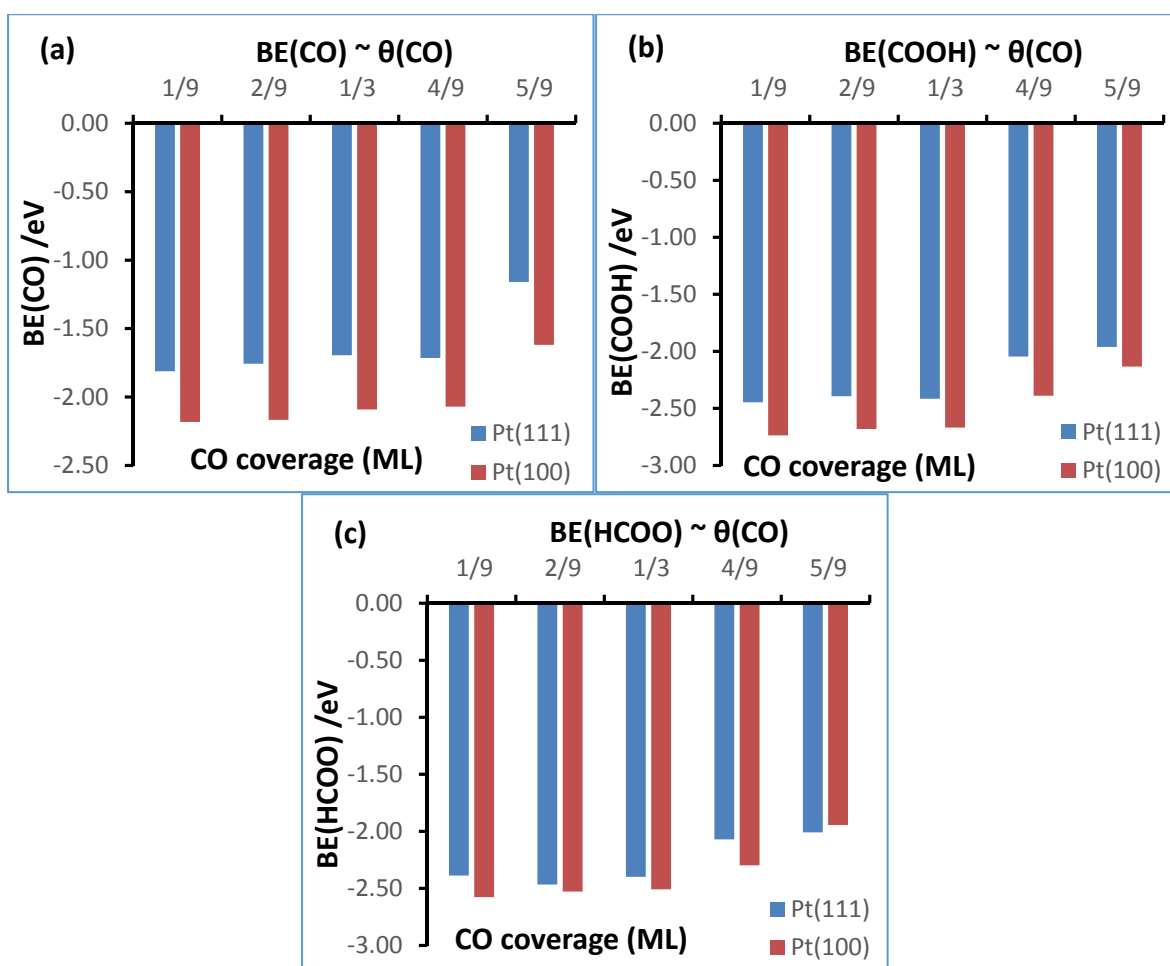 (a)
BE(CO) ~ θ(CO)
1/9 2/9 1/3 4/9 5/9
0.00
-0.50
-1.00
-1.50
-2.00
-2.50
BE(CO) /eV
CO coverage (ML)
Pt(111)
Pt(100)
(b)
BE(COOH) ~ θ(CO)
1/9 2/9 1/3 4/9 5/9
0.00
-0.50
-1.00
-1.50
-2.00
-2.50
-3.00
BE(COOH) /eV
CO coverage (ML)
Pt(111)
Pt(100)
(c)
BE(HCOO) ~ θ(CO)
1/9 2/9 1/3 4/9 5/9
0.00
-0.50
-1.00
-1.50
-2.00
-2.50
-3.00
BE(HCOO) /eV
CO coverage (ML)
Pt(111)
Pt(100)